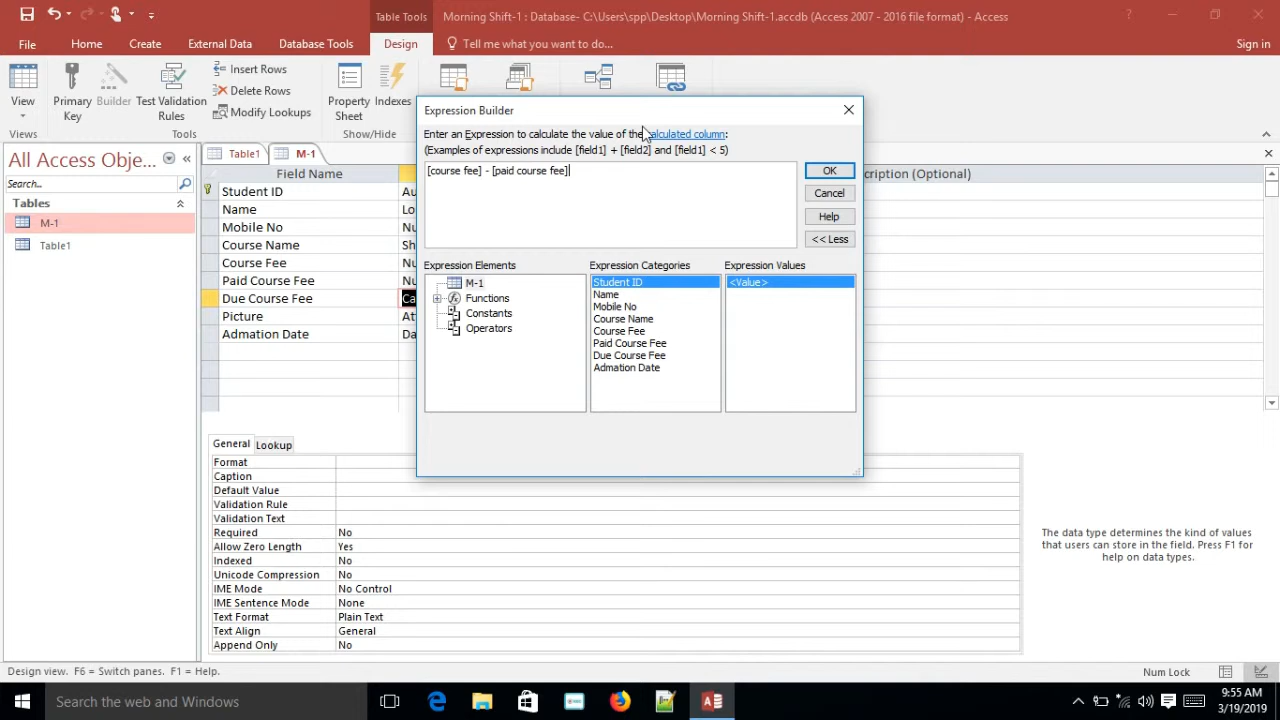 Table Tools
Morning Shift-1 : Database- C:\Users\spp\Desktop\Morning Shift-1.accdb (Access 2007 - 2016 file format) - Access
File
Home
Create
External Data
Database Tools
Design
Tell me what you want to do...
Sign in
View
Primary Key
Builder
Test Validation Rules
Insert Rows
Delete Rows
Modify Lookups
Property Sheet
Indexes
Views
Tools
Show/Hide
All Access Obje...
Search...
Tables
M-1
Table1
Table1
M-1
Field Name
cription (Optional)
Student ID
Au
Name
Lo
Mobile No
Nu
Course Name
Sh
Course Fee
Nu
Paid Course Fee
Nu
Due Course Fee
Ca
Picture
At
Admation Date
Da
Expression Builder
Enter an Expression to calculate the value of the calculated column:
(Examples of expressions include [field1] + [field2] and [field1] < 5)
[course fee] - [paid course fee]
OK
Cancel
Help
<< Less
Expression Elements
M-1
Functions
Constants
Operators
Expression Categories
Student ID
Name
Mobile No
Course Name
Course Fee
Paid Course Fee
Due Course Fee
Admation Date
Expression Values
<Value>
General
Lookup
Format
Caption
Default Value
Validation Rule
Validation Text
Required No
Allow Zero Length Yes
Indexed No
Unicode Compression No
IME Mode No Control
IME Sentence Mode None
Text Format Plain Text
Text Align General
Append Only No
The data type determines the kind of values
that users can store in the field. Press F1 for
help on data types.
Design view. F6 = Switch panes. F1 = Help.
Num Lock
Search the web and Windows
9:55 AM
3/19/2019